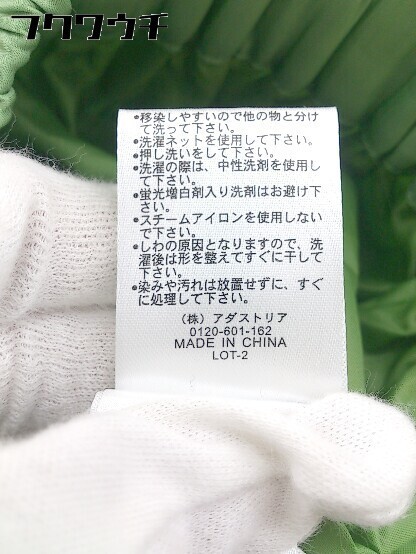 フクワウチ
•移染しやすいので他の物と分け
て洗って下さい。
•洗濯ネットを使用して下さい。
•押し洗いをして下さい。
•洗濯の際は、中性洗剤を使用し
て下さい。
•蛍光増白剤入り洗剤はお避け下
さい。
•スチームアイロンを使用しない
で下さい。
•しわの原因となりますので、洗
濯後は形を整えてすぐに干して
下さい。
•染みや汚れは放置せずに、すぐ
に処理して下さい。
（株）アダストリア
0120-601-162
MADE IN CHINA
LOT-2